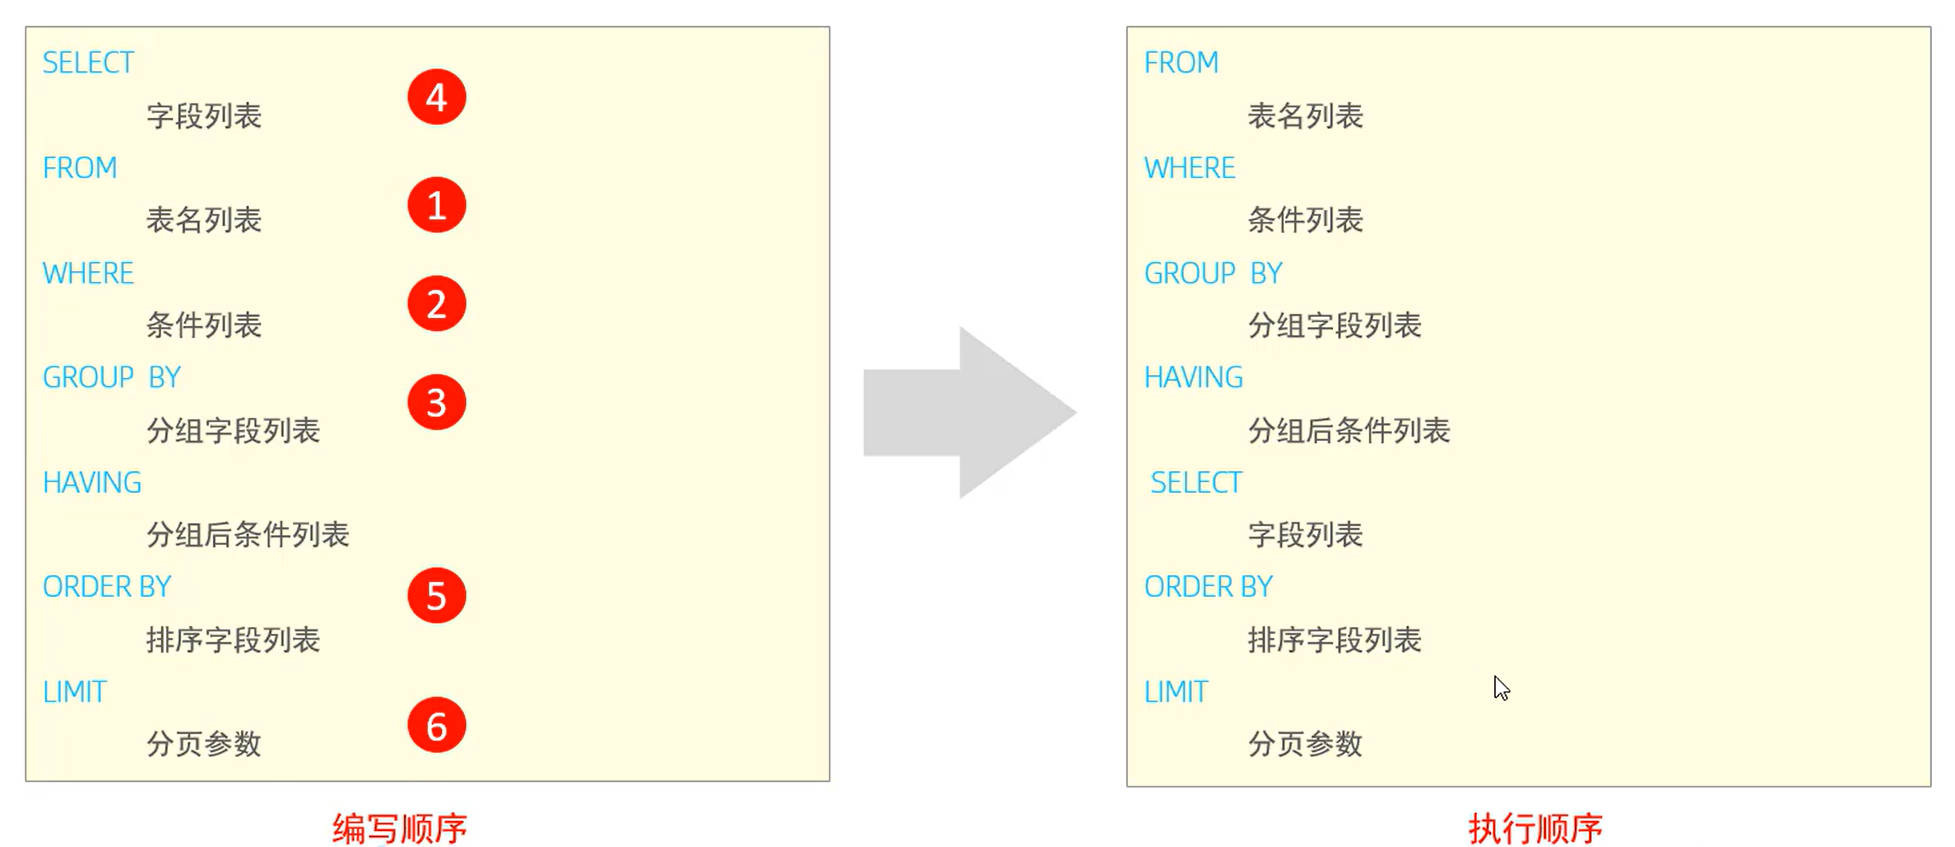 SELECT
字段列表
4
FROM
表名列表
1
WHERE
条件列表
2
GROUP BY
分组字段列表
3
HAVING
分组后条件列表
ORDER BY
排序字段列表
5
LIMIT
分页参数
6
编写顺序
FROM
表名列表
WHERE
条件列表
GROUP BY
分组字段列表
HAVING
分组后条件列表
SELECT
字段列表
ORDER BY
排序字段列表
LIMIT
分页参数
执行顺序